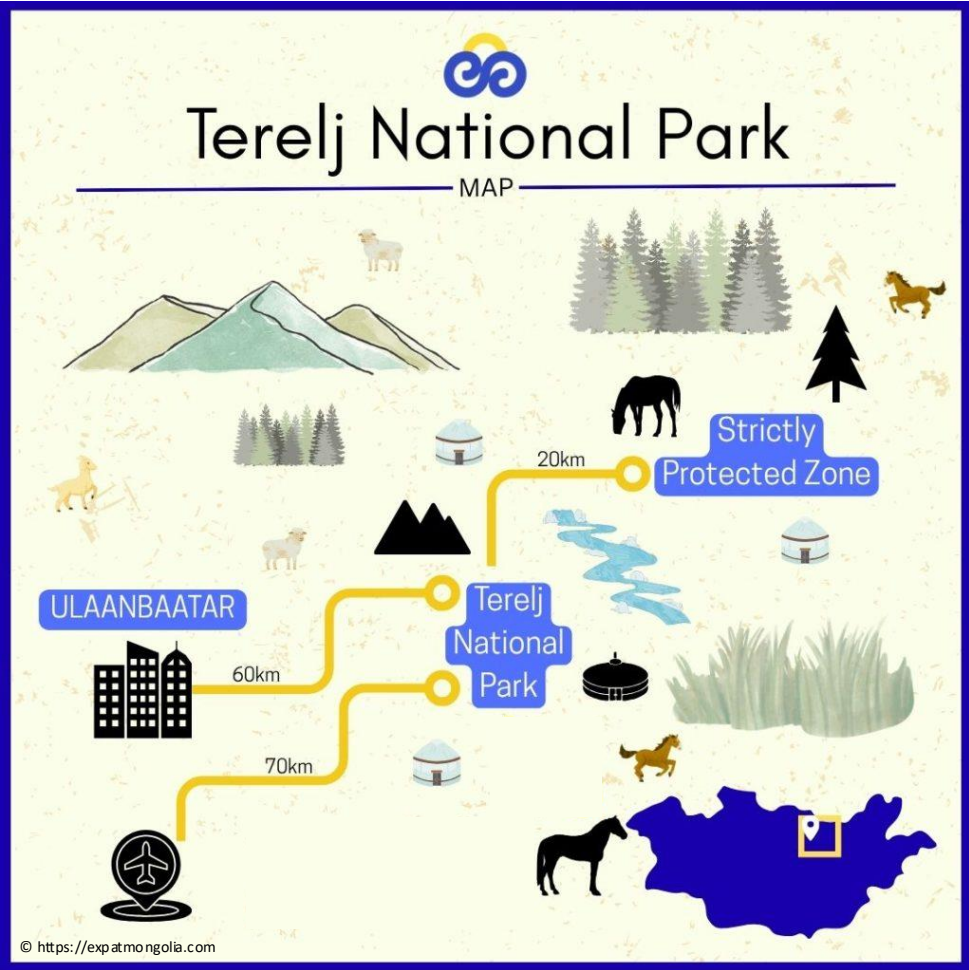 Terelj National Park
MAP
20km
Strictly
Protected Zone
ULAANBAATAR
60km
Terelj
National
Park
70km
© https://expatmongolia.com